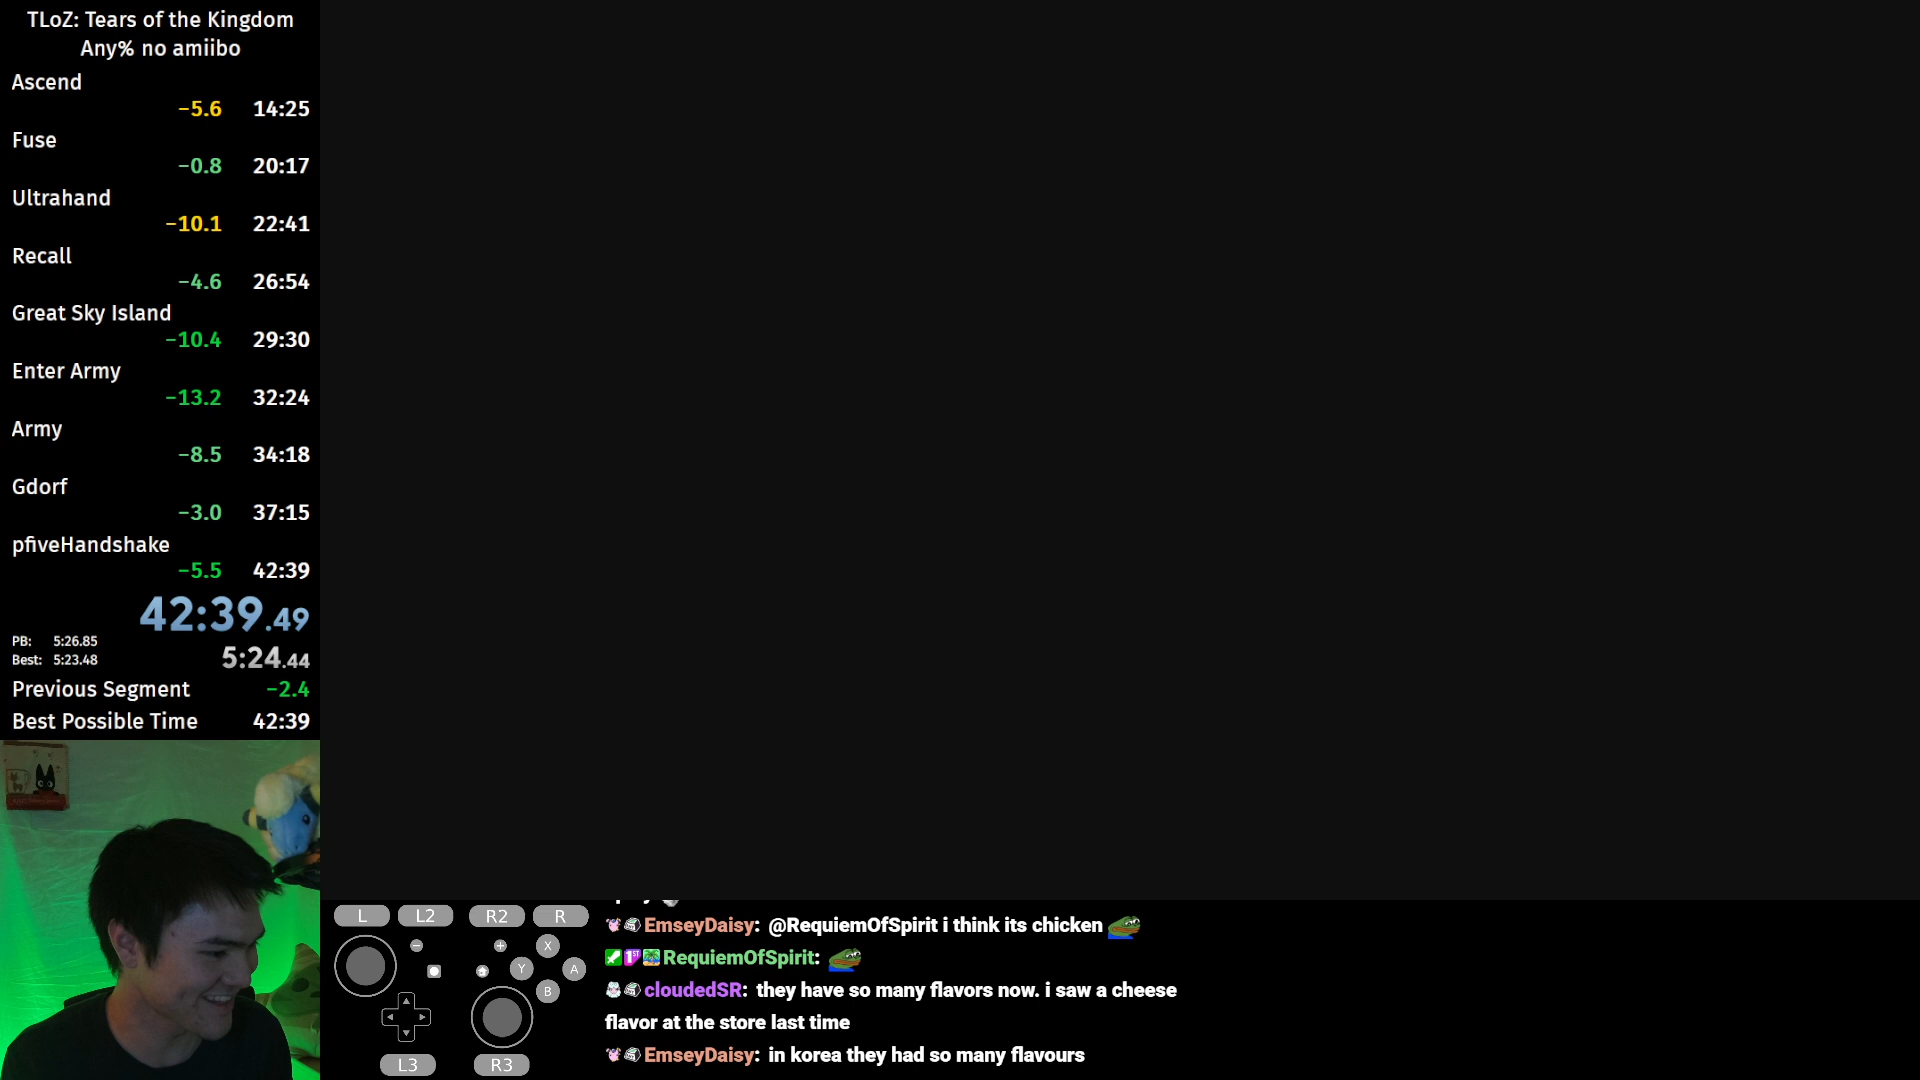 TLoZ: Tears of the Kingdom
Any% no amiibo
Ascend
−5.6 14:25
Fuse
−0.8 20:17
Ultrahand
−10.1 22:41
Recall
−4.6 26:54
Great Sky Island
−10.4 29:30
Enter Army
−13.2 32:24
Army
−8.5 34:18
Gdorf
−3.0 37:15
pfiveHandshake
−5.5 42:39
42:39.49
PB: 5:26.85
Best: 5:23.48
5:24.44
Previous Segment −2.4
Best Possible Time 42:39
L L2 R2 R
X
Y A
B
L3 R3
EmseyDaisy: @RequiemOfSpirit i think its chicken
RequiemOfSpirit:
cloudedSR: they have so many flavors now. i saw a cheese
flavor at the store last time
EmseyDaisy: in korea they had so many flavours